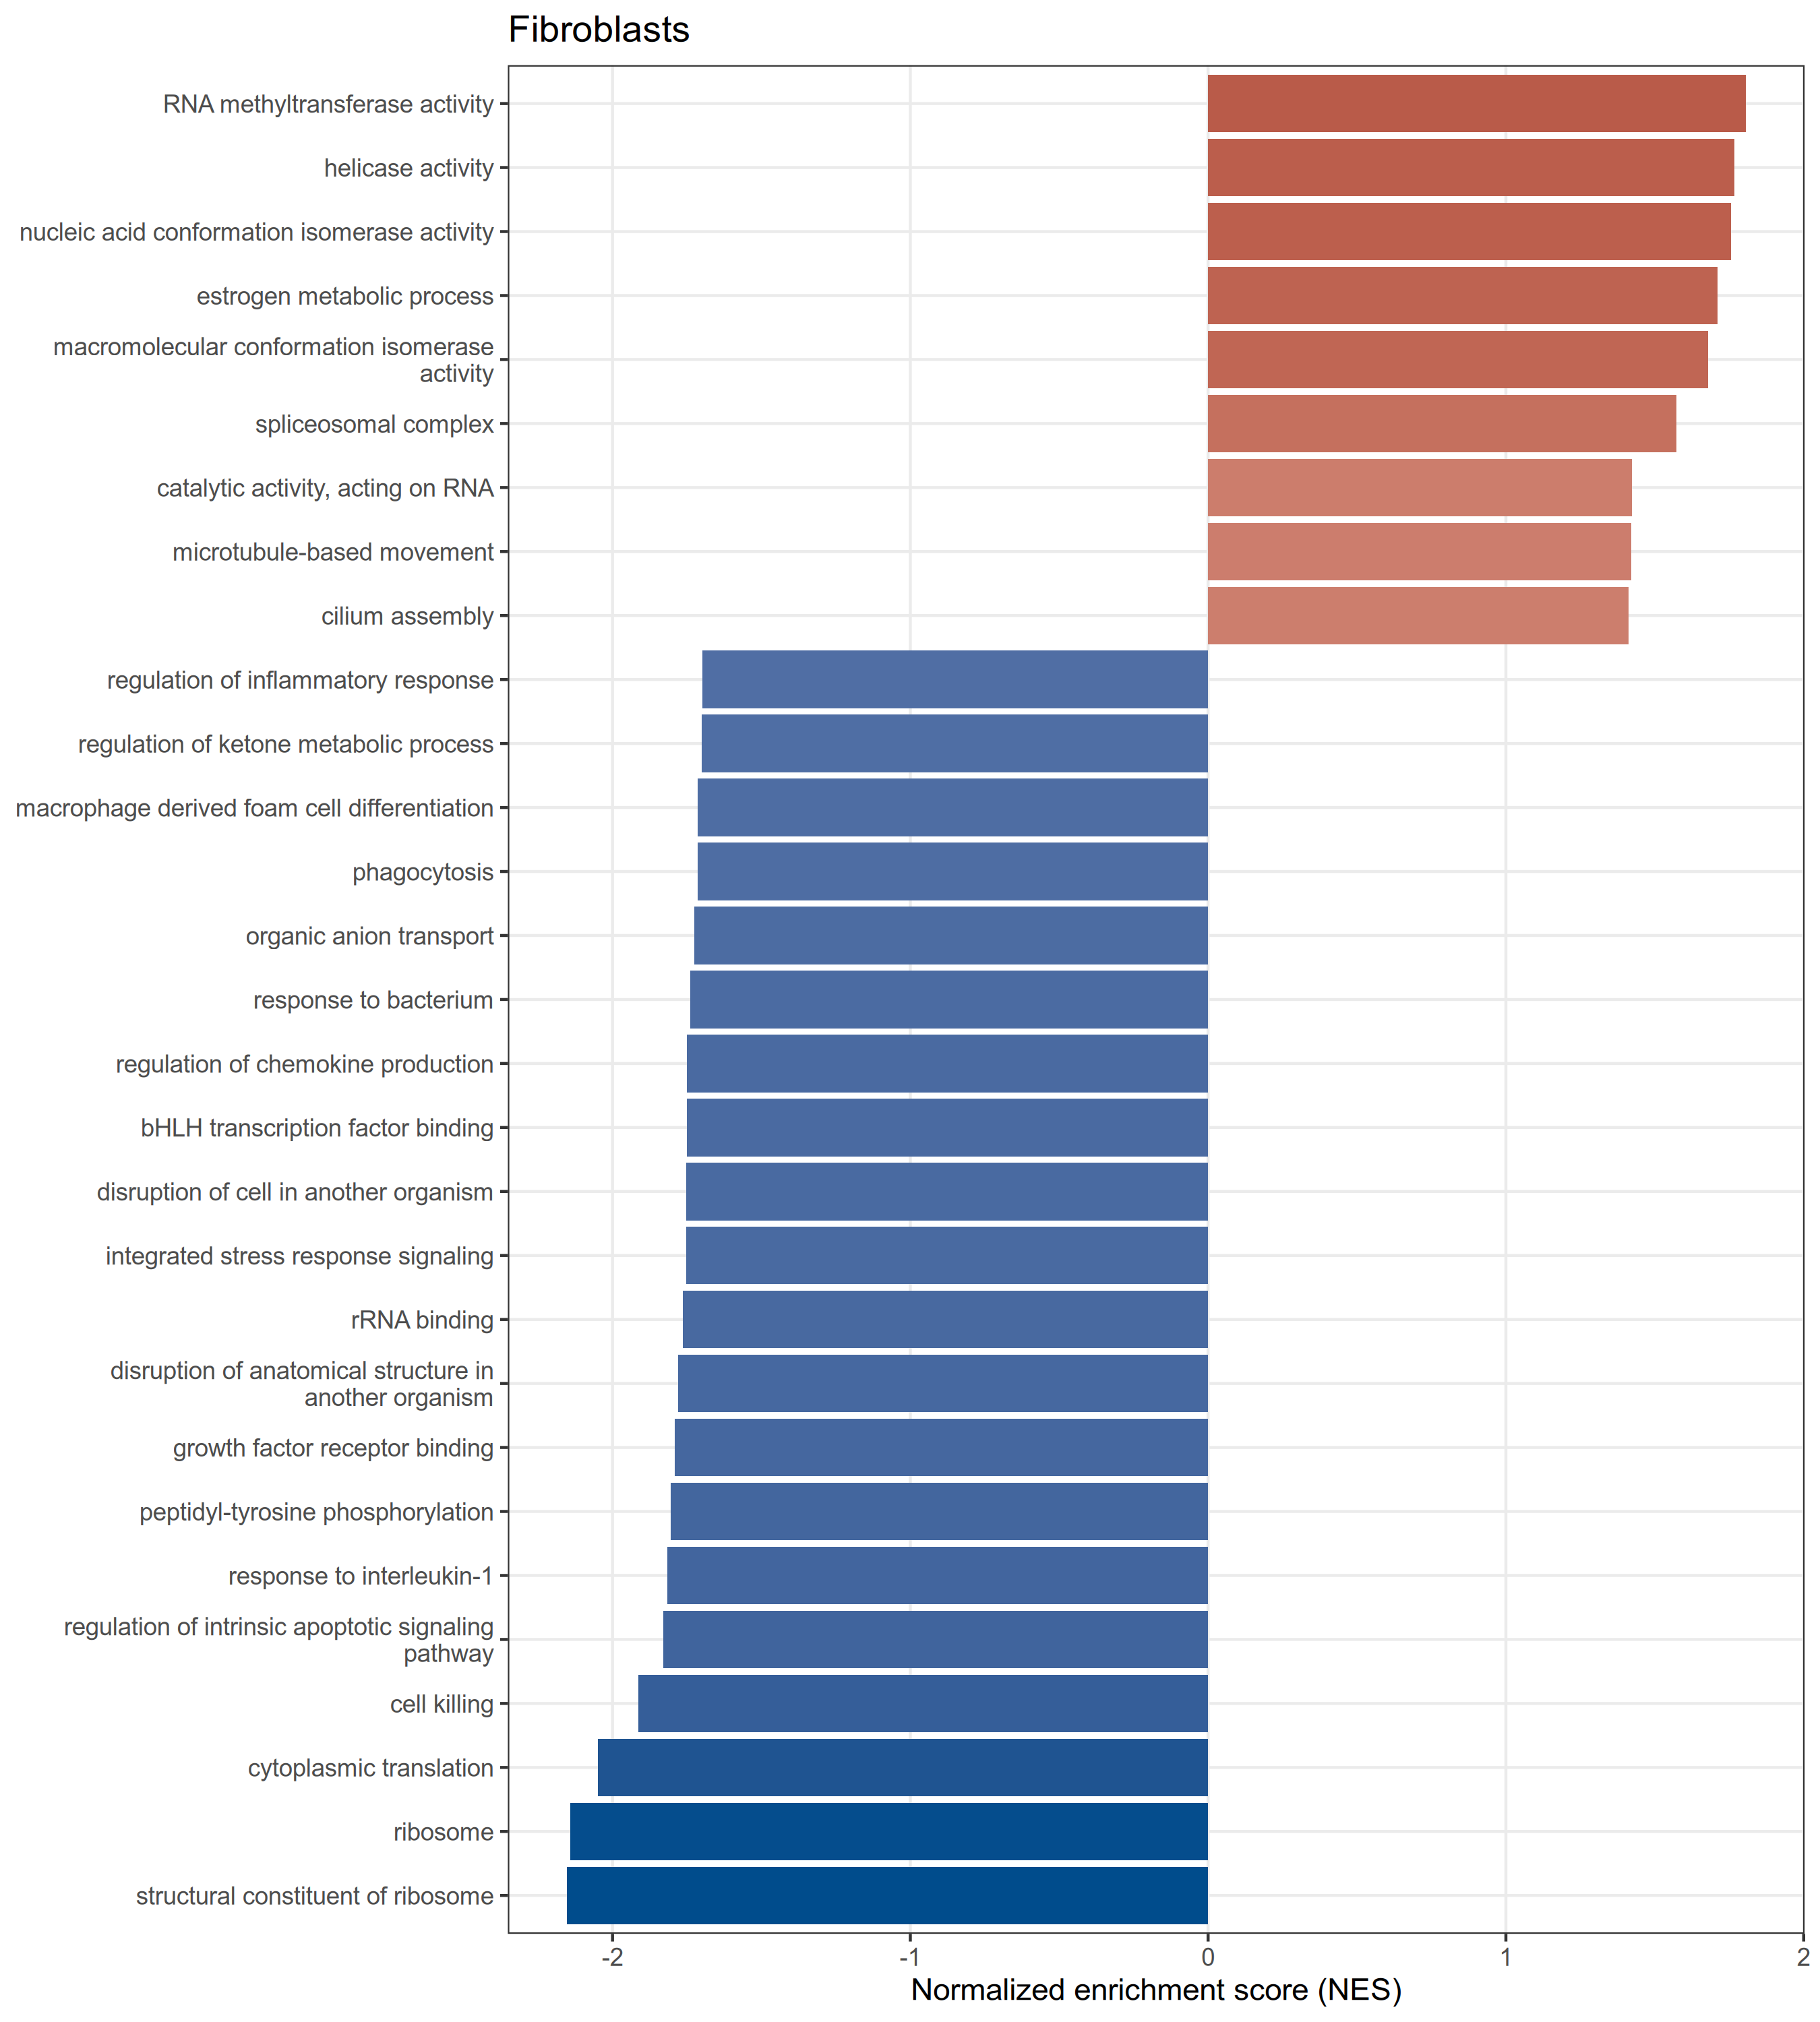 Fibroblasts
RNA methyltransferase activity
helicase activity
nucleic acid conformation isomerase activity
estrogen metabolic process
macromolecular conformation isomerase
activity
spliceosomal complex
catalytic activity, acting on RNA
microtubule-based movement
cilium assembly
regulation of inflammatory response
regulation of ketone metabolic process
macrophage derived foam cell differentiation
phagocytosis
organic anion transport
response to bacterium
regulation of chemokine production
bHLH transcription factor binding
disruption of cell in another organism
integrated stress response signaling
rRNA binding
disruption of anatomical structure in
another organism
growth factor receptor binding
peptidyl-tyrosine phosphorylation
response to interleukin-1
regulation of intrinsic apoptotic signaling
pathway
cell killing
cytoplasmic translation
ribosome
structural constituent of ribosome
-2 -1 0 1 2
Normalized enrichment score (NES)